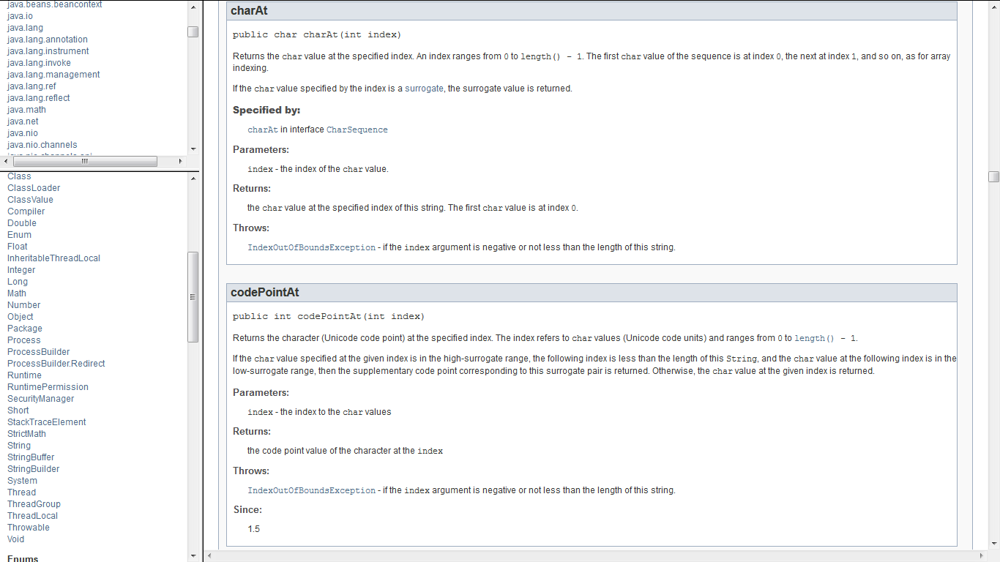 java.beans.beancontext
java.io
java.lang
java.lang.annotation
java.lang.instrument
java.lang.invoke
java.lang.management
java.lang.ref
java.lang.reflect
java.math
java.net
java.nio
java.nio.channels
Class
ClassLoader
ClassValue
Compiler
Double
Enum
Float
InheritableThreadLocal
Integer
Long
Math
Number
Object
Package
Process
ProcessBuilder
ProcessBuilder.Redirect
Runtime
RuntimePermission
SecurityManager
Short
StackTraceElement
StrictMath
String
StringBuffer
StringBuilder
System
Thread
ThreadGroup
ThreadLocal
Throwable
Void
Enums
charAt
public char charAt(int index)
Returns the char value at the specified index. An index ranges from 0 to length() - 1. The first char value of the sequence is at index 0, the next at index 1, and so on, as for array
indexing.
If the char value specified by the index is a surrogate, the surrogate value is returned.
Specified by:
charAt in interface CharSequence
Parameters:
index - the index of the char value.
Returns:
the char value at the specified index of this string. The first char value is at index 0.
Throws:
IndexOutOfBoundsException - if the index argument is negative or not less than the length of this string.
codePointAt
public int codePointAt(int index)
Returns the character (Unicode code point) at the specified index. The index refers to char values (Unicode code units) and ranges from 0 to length() - 1.
If the char value specified at the given index is in the high-surrogate range, the following index is less than the length of this String, and the char value at the following index is in the
low-surrogate range, then the supplementary code point corresponding to this surrogate pair is returned. Otherwise, the char value at the given index is returned.
Parameters:
index - the index to the char values
Returns:
the code point value of the character at the index
Throws:
IndexOutOfBoundsException - if the index argument is negative or not less than the length of this string.
Since:
1.5